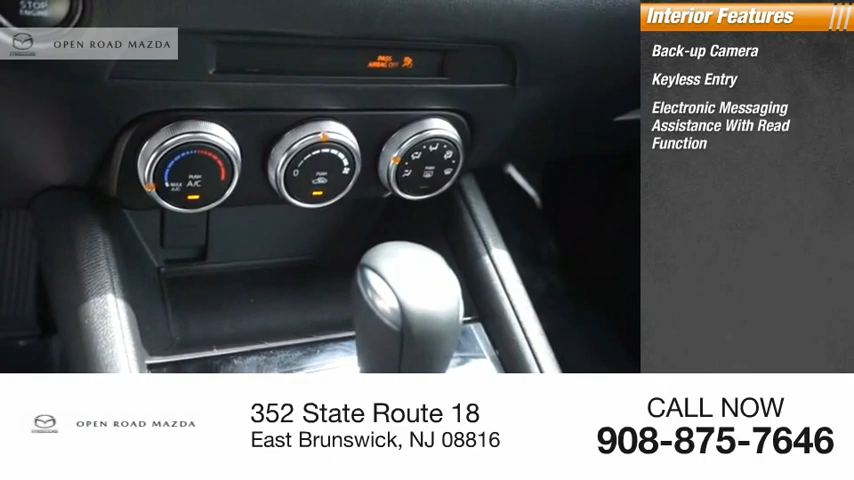 STOP
ENGINE
OPEN ROAD MAZDA
PASS
AIRBAG OFF
PUSH
A/C
MAX
A/C
0
PUSH
PUSH
Interior Features
Back-up Camera
Keyless Entry
Electronic Messaging
Assistance With Read
Function
OPEN ROAD MAZDA
352 State Route 18
East Brunswick, NJ 08816
CALL NOW
908-875-7646